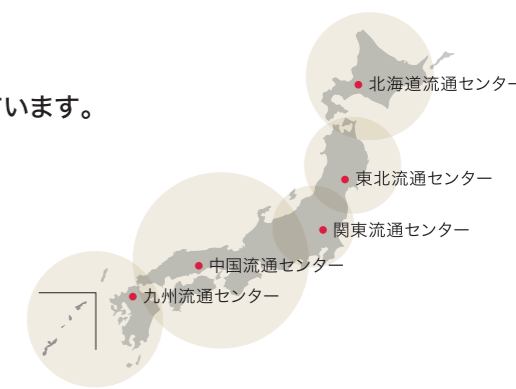 ています。
北海道流通センター
東北流通センター
関東流通センター
中国流通センター
九州流通センター